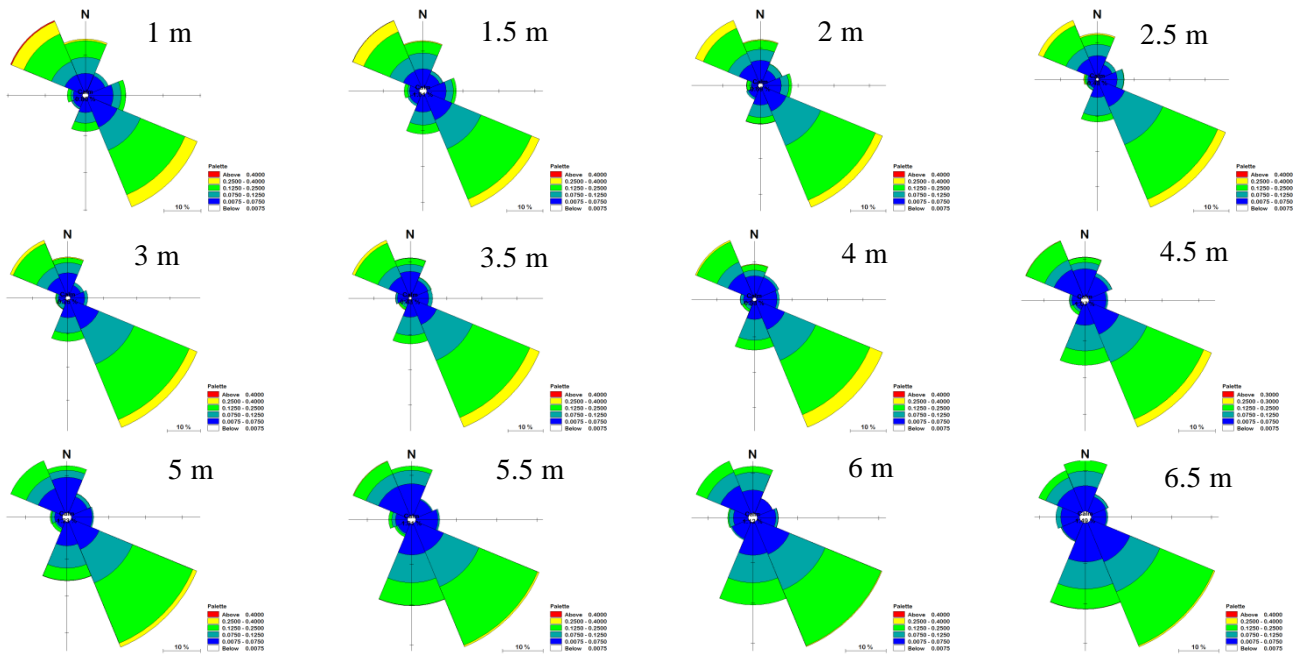 N
1 m
Palette
Above 0.4000
0.2500 - 0.4000
0.1250 - 0.2500
0.0750 - 0.1250
0.0075 - 0.0750
Below 0.0075
10 %
N
1.5 m
Palette
Above 0.4000
0.2500 - 0.4000
0.1250 - 0.2500
0.0750 - 0.1250
0.0075 - 0.0750
Below 0.0075
10 %
N
2 m
Palette
Above 0.4000
0.2500 - 0.4000
0.1250 - 0.2500
0.0750 - 0.1250
0.0075 - 0.0750
Below 0.0075
10 %
N
2.5 m
Palette
Above 0.4000
0.2500 - 0.4000
0.1250 - 0.2500
0.0750 - 0.1250
0.0075 - 0.0750
Below 0.0075
10 %
N
3 m
Palette
Above 0.4000
0.2500 - 0.4000
0.1250 - 0.2500
0.0750 - 0.1250
0.0075 - 0.0750
Below 0.0075
10 %
N
3.5 m
Palette
Above 0.4000
0.2500 - 0.4000
0.1250 - 0.2500
0.0750 - 0.1250
0.0075 - 0.0750
Below 0.0075
10 %
N
4 m
Palette
Above 0.4000
0.2500 - 0.4000
0.1250 - 0.2500
0.0750 - 0.1250
0.0075 - 0.0750
Below 0.0075
10 %
N
4.5 m
Palette
Above 0.3000
0.2500 - 0.3000
0.1250 - 0.2500
0.0750 - 0.1250
0.0075 - 0.0750
Below 0.0075
10 %
N
5 m
Palette
Above 0.4000
0.2500 - 0.4000
0.1250 - 0.2500
0.0750 - 0.1250
0.0075 - 0.0750
Below 0.0075
10 %
N
5.5 m
Palette
Above 0.4000
0.2500 - 0.4000
0.1250 - 0.2500
0.0750 - 0.1250
0.0075 - 0.0750
Below 0.0075
10 %
N
6 m
Palette
Above 0.4000
0.2500 - 0.4000
0.1250 - 0.2500
0.0750 - 0.1250
0.0075 - 0.0750
Below 0.0075
10 %
N
6.5 m
Palette
Above 0.4000
0.2500 - 0.4000
0.1250 - 0.2500
0.0750 - 0.1250
0.0075 - 0.0750
Below 0.0075
10 %